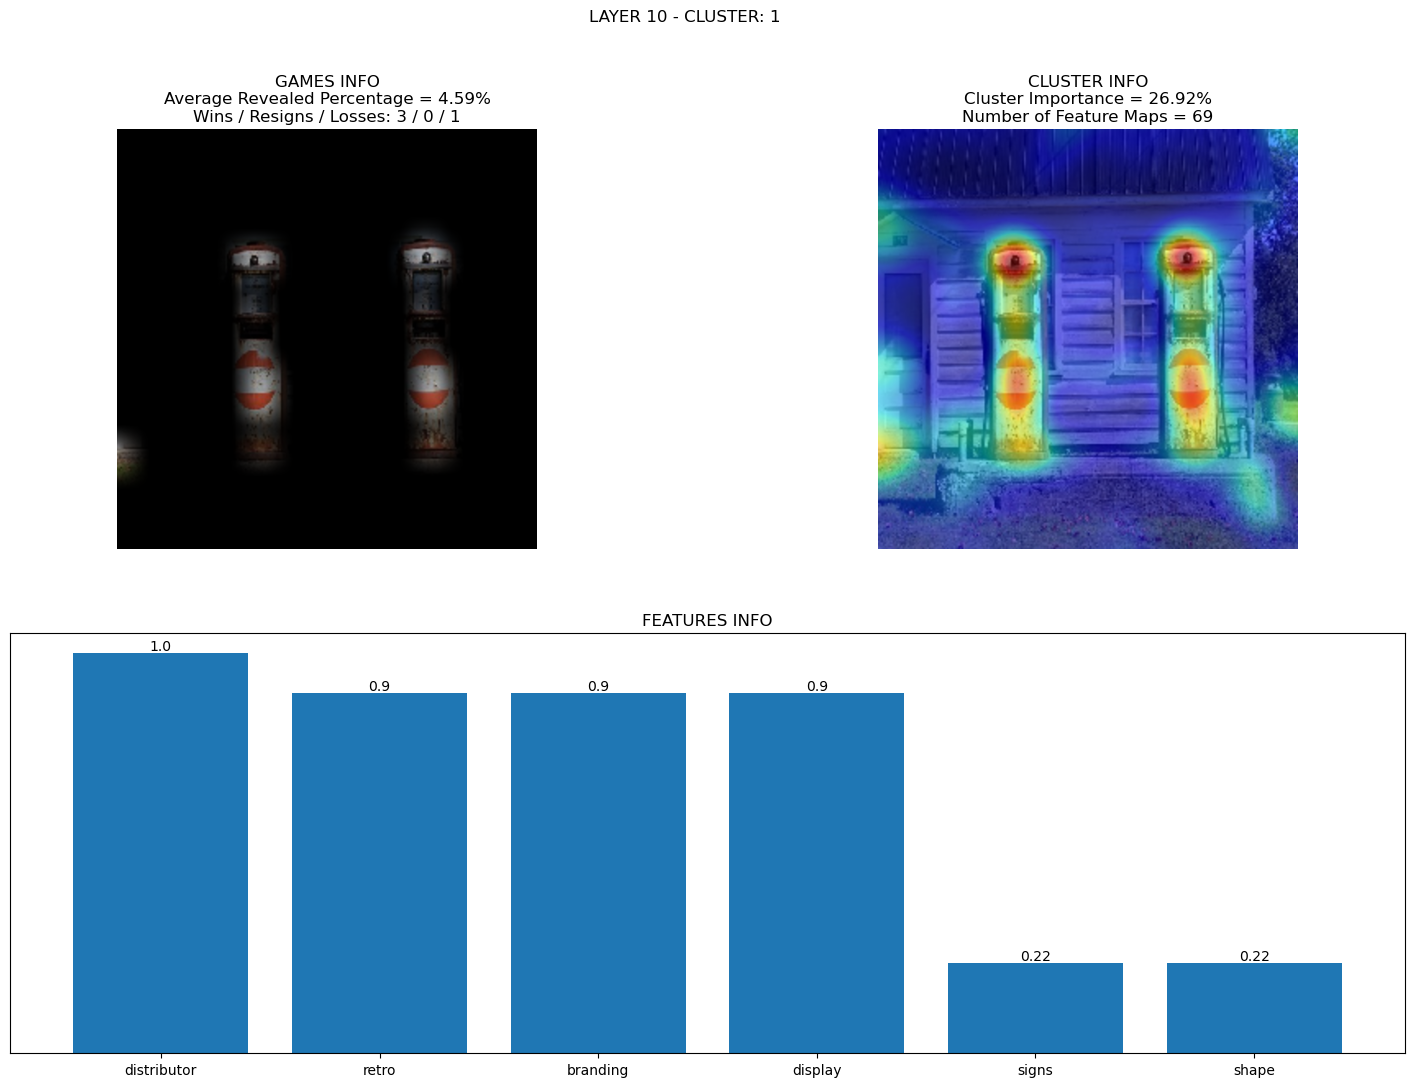 LAYER 10 - CLUSTER: 1
GAMES INFO
Average Revealed Percentage = 4.59%
Wins / Resigns / Losses: 3 / 0 / 1
CLUSTER INFO
Cluster Importance = 26.92%
Number of Feature Maps = 69
FEATURES INFO
1.0
0.9
0.9
0.9
0.22
0.22
distributor
retro
branding
display
signs
shape